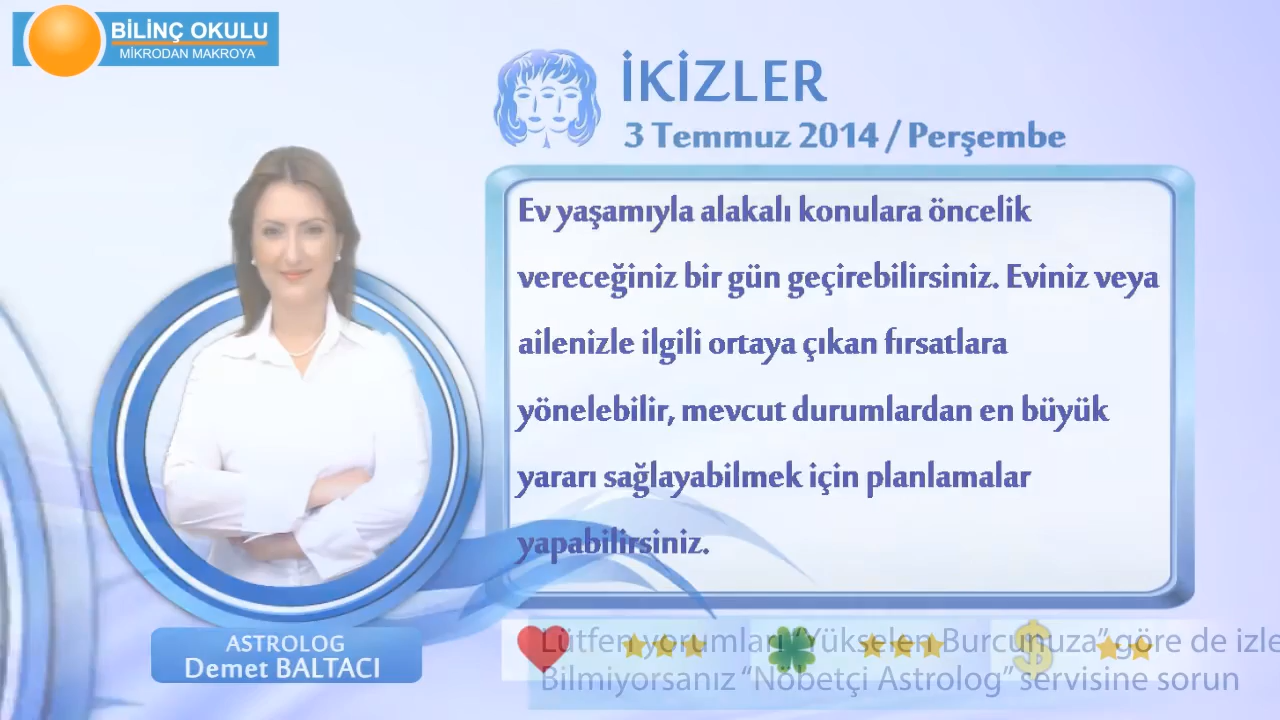 BİLİNÇ OKULU
MİKRODAN MAKROYA
İKİZLER
3 Temmuz 2014 / Perşembe
Ev yaşamıyla alakalı konulara öncelik
vereceğiniz bir gün geçirebilirsiniz. Eviniz veya
ailenizle ilgili ortaya çıkan fırsatlara
yönelebilir, mevcut durumlardan en büyük
yararı sağlayabilmek için planlamalar
yapabilirsiniz.
ASTROLOG
Demet BALTACI
Lütfen yorumları “Yükselen Burcunuza” göre de izle
Bilmiyorsanız “Nöbetçi Astrolog” servisine sorun